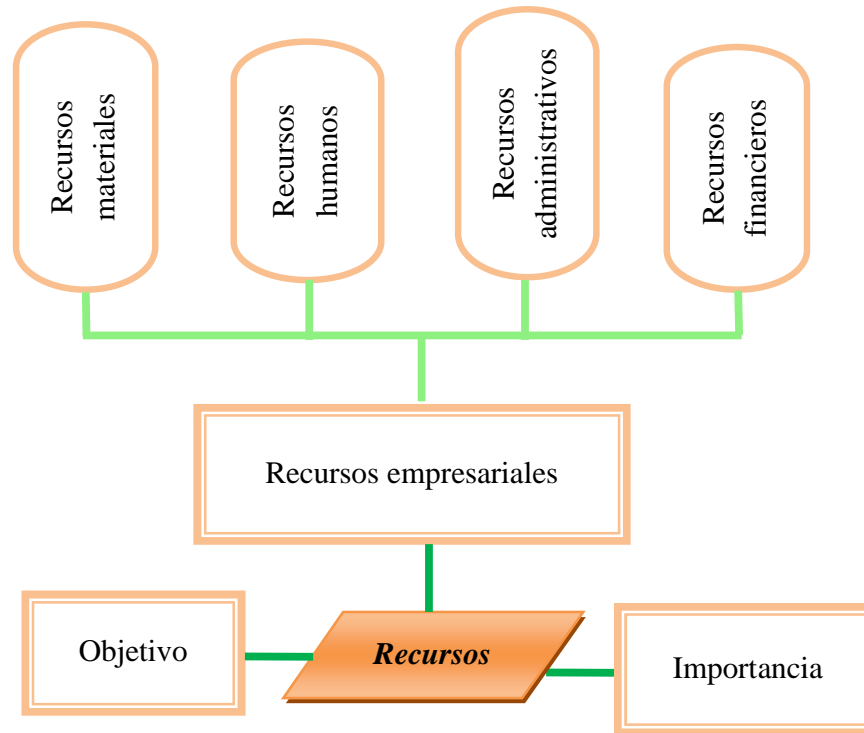 Recursos
materiales
Recursos
humanos
Recursos
administrativos
Recursos
financieros
Recursos empresariales
Objetivo
Recursos
Importancia